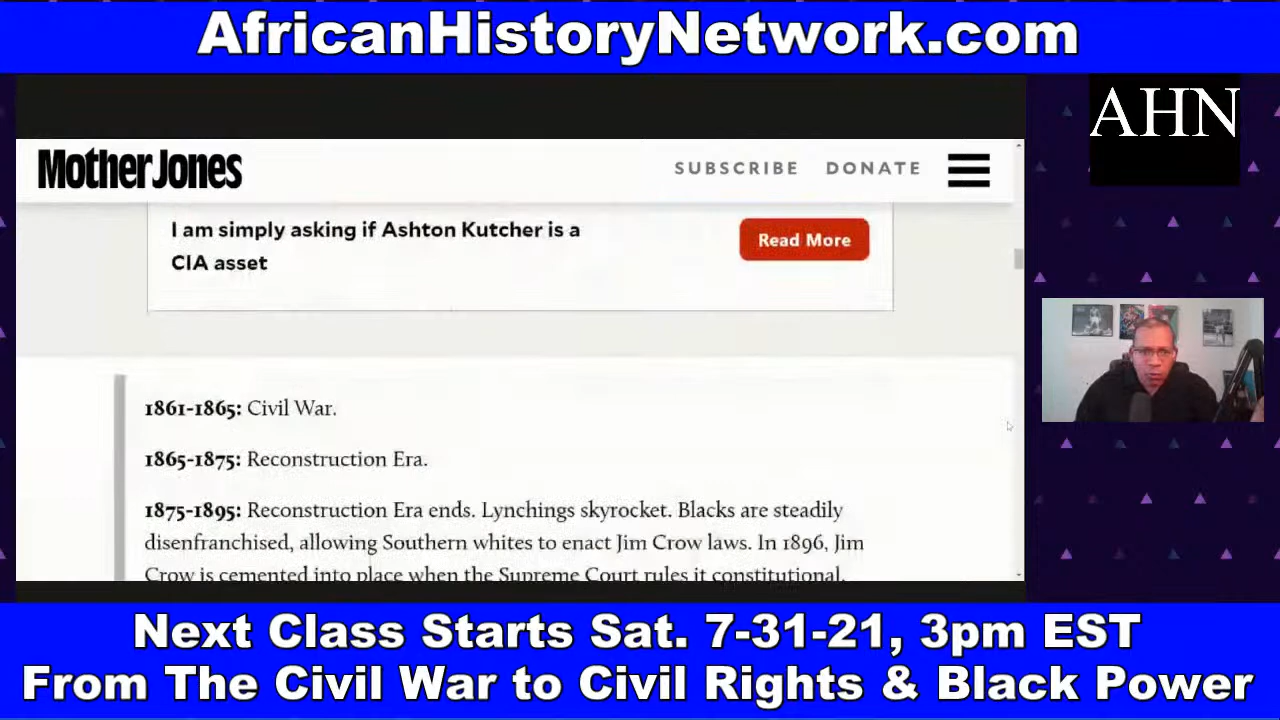 AfricanHistoryNetwork.com
AHN
Mother Jones
SUBSCRIBE DONATE
I am simply asking if Ashton Kutcher is a
CIA asset
Read More
1861-1865: Civil War.
1865-1875: Reconstruction Era.
1875-1895: Reconstruction Era ends. Lynchings skyrocket. Blacks are steadily
disenfranchised, allowing Southern whites to enact Jim Crow laws. In 1896, Jim
Crow is cemented into place when the Supreme Court rules it constitutional.
Next Class Starts Sat. 7-31-21, 3pm EST
From The Civil War to Civil Rights & Black Power